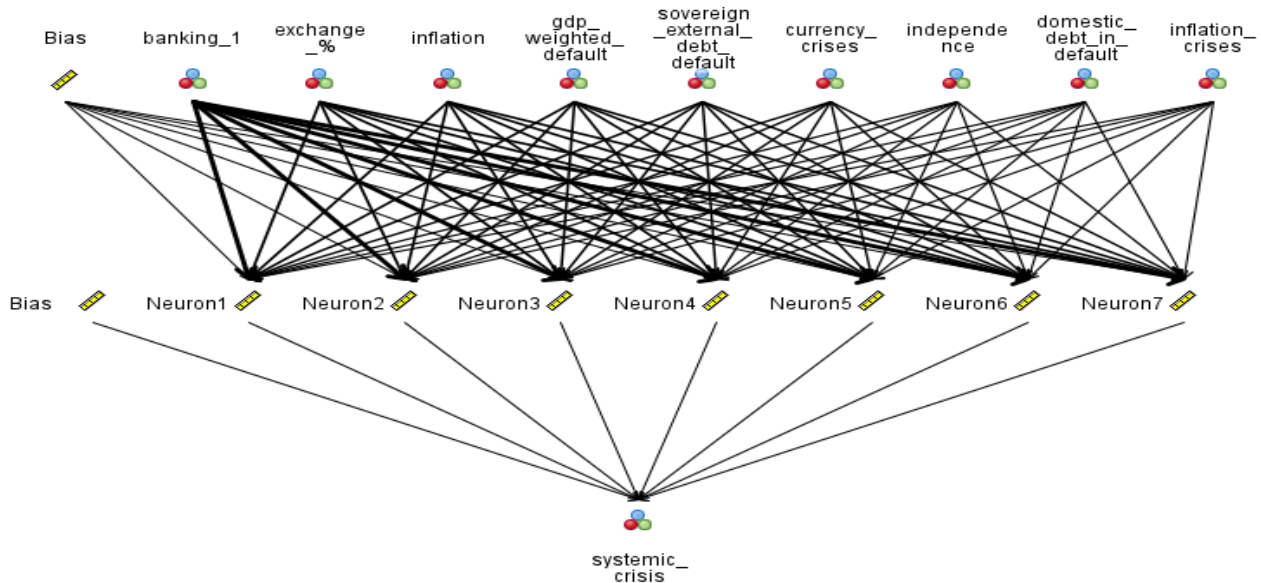 Bias
banking_1
exchange
_%
inflation
gdp_
weighted_
default
sovereign
_external_
debt_
default
currency_
crises
independe
nce
domestic_
debt_in_
default
inflation_
crises
Bias
Neuron1
Neuron2
Neuron3
Neuron4
Neuron5
Neuron6
Neuron7
systemic_
crisis